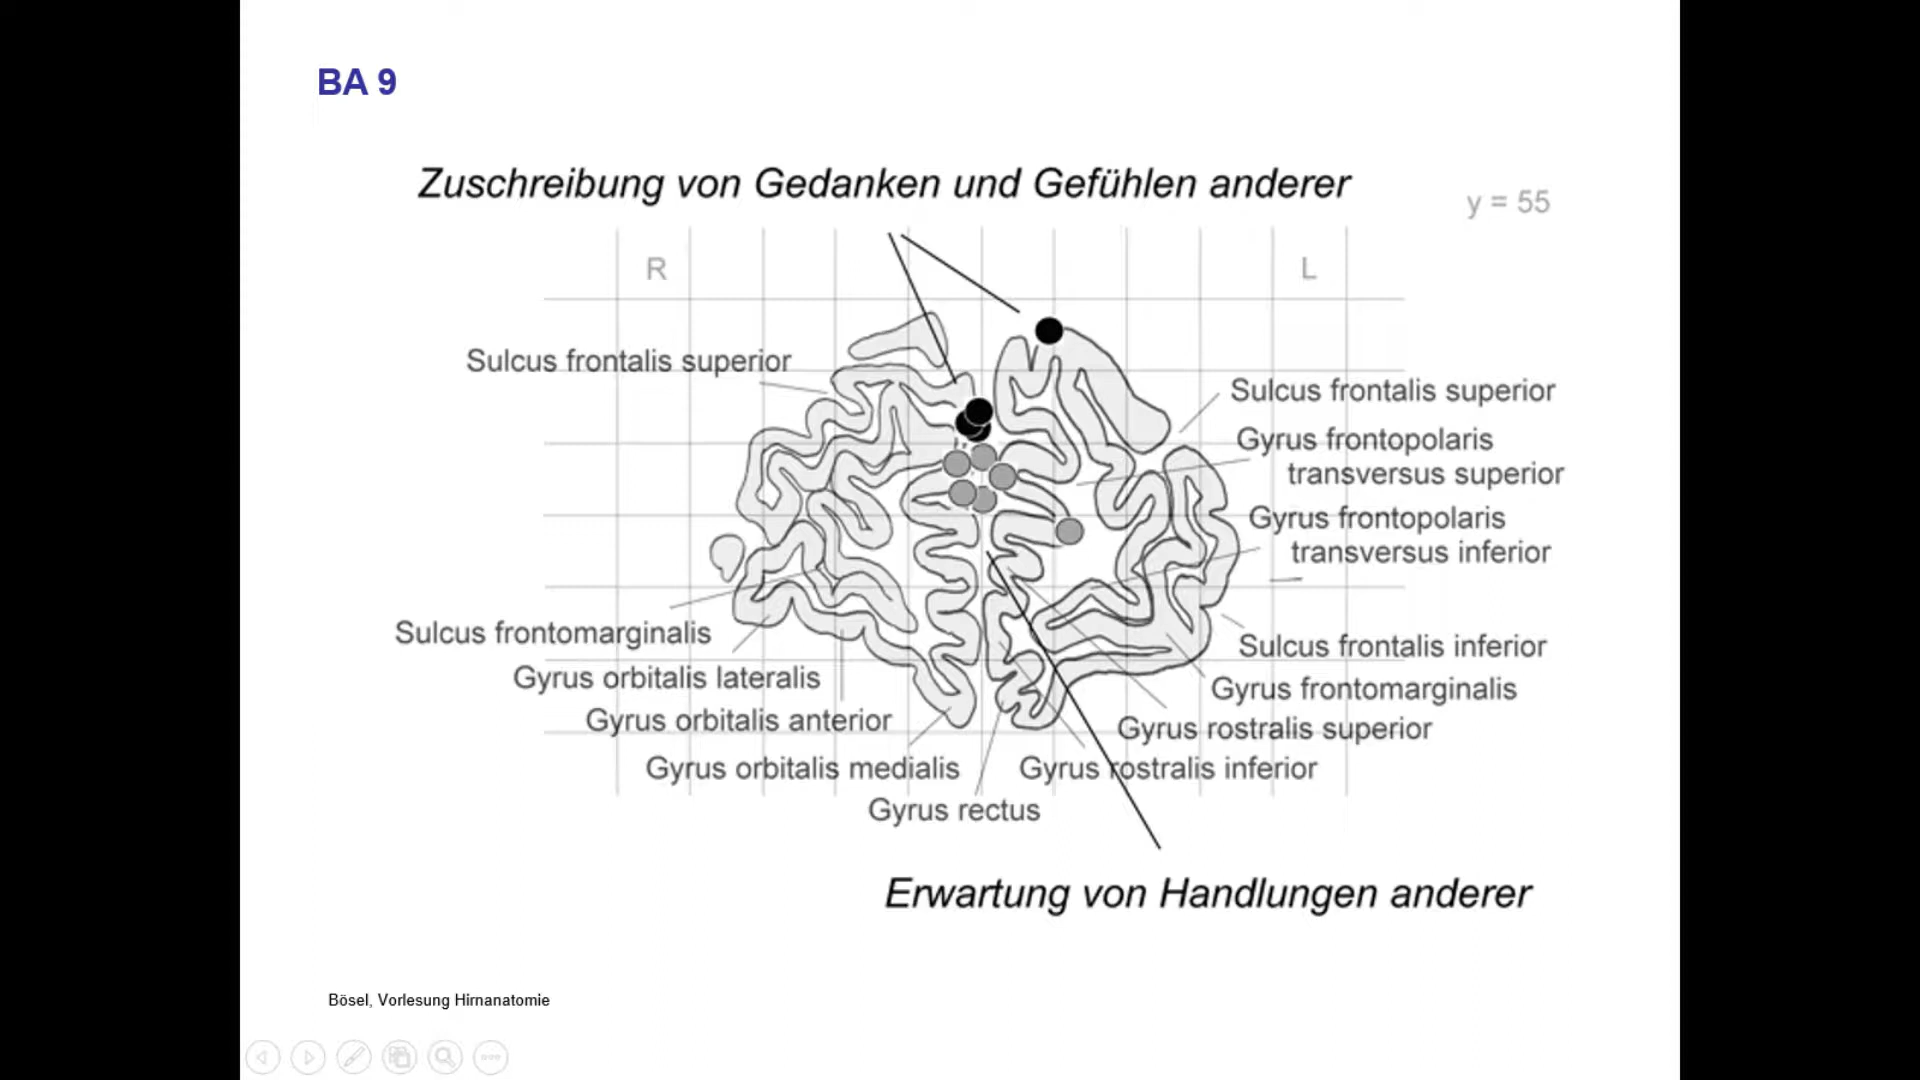 BA 9
Zuschreibung von Gedanken und Gefühlen anderer
y = 55
R
L
Sulcus frontalis superior
Sulcus frontalis superior
Gyrus frontopolaris
transversus superior
Gyrus frontopolaris
transversus inferior
Sulcus frontomarginalis
Sulcus frontalis inferior
Gyrus orbitalis lateralis
Gyrus frontomarginalis
Gyrus orbitalis anterior
Gyrus rostralis superior
Gyrus orbitalis medialis
Gyrus rostralis inferior
Gyrus rectus
Erwartung von Handlungen anderer
Bösel, Vorlesung Hirnanatomie